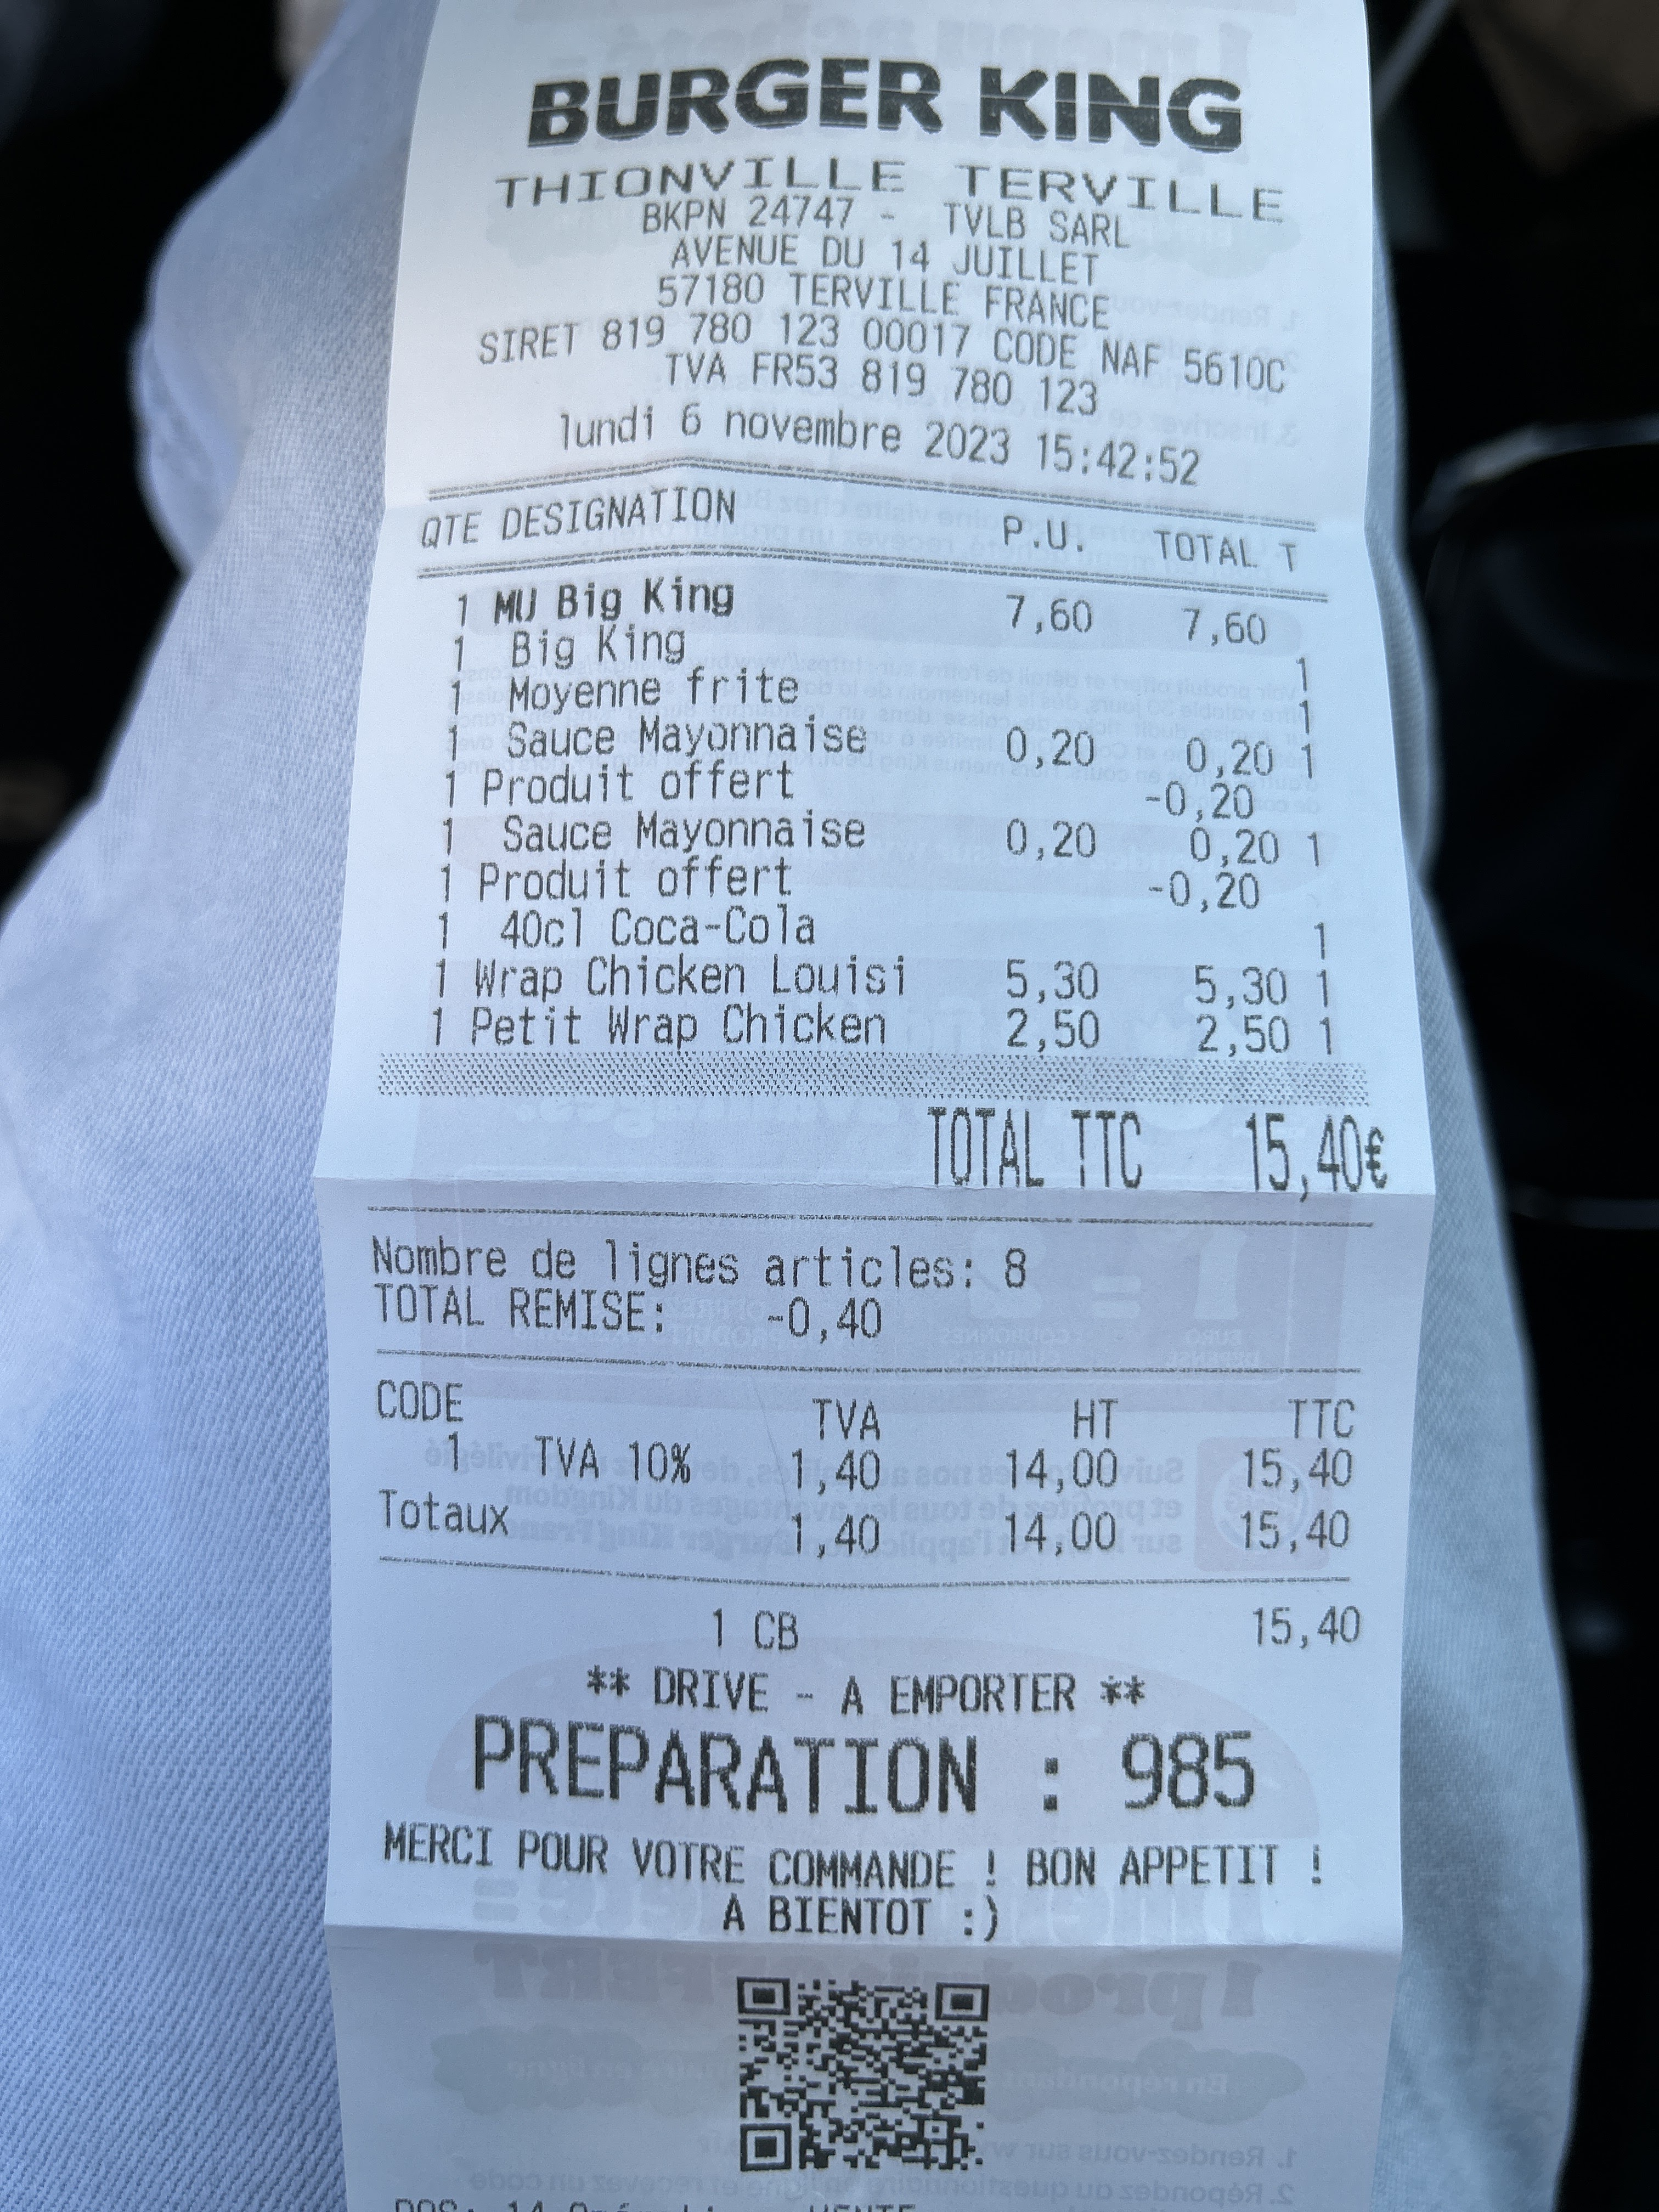 BURGER KING
THIONVILLE TERVILLE
BKPN 24747 - TVLB SARL
AVENUE DU 14 JUILLET
57180 TERVILLE FRANCE
SIRET 819 780 123 00017 CODE NAF 5610C
TVA FR53 819 780 123
lundi 6 novembre 2023 15:42:52
QTE DESIGNATION P.U. TOTAL T
1 MU Big King 7,60 7,60
1 Big King 1
1 Moyenne frite 1
1 Sauce Mayonnaise 0,20 0,20 1
1 Produit offert -0,20
1 Sauce Mayonnaise 0,20 0,20 1
1 Produit offert -0,20
1 40cl Coca-Cola 1
1 Wrap Chicken Louisi 5,30 5,30 1
1 Petit Wrap Chicken 2,50 2,50 1
TOTAL TTC 15,40€
Nombre de lignes articles: 8
TOTAL REMISE: -0,40
CODE TVA HT TTC
1 TVA 10% 1,40 14,00 15,40
Totaux 1,40 14,00 15,40
1 CB 15,40
** DRIVE - A EMPORTER **
PREPARATION : 985
MERCI POUR VOTRE COMMANDE ! BON APPETIT !
A BIENTOT :)